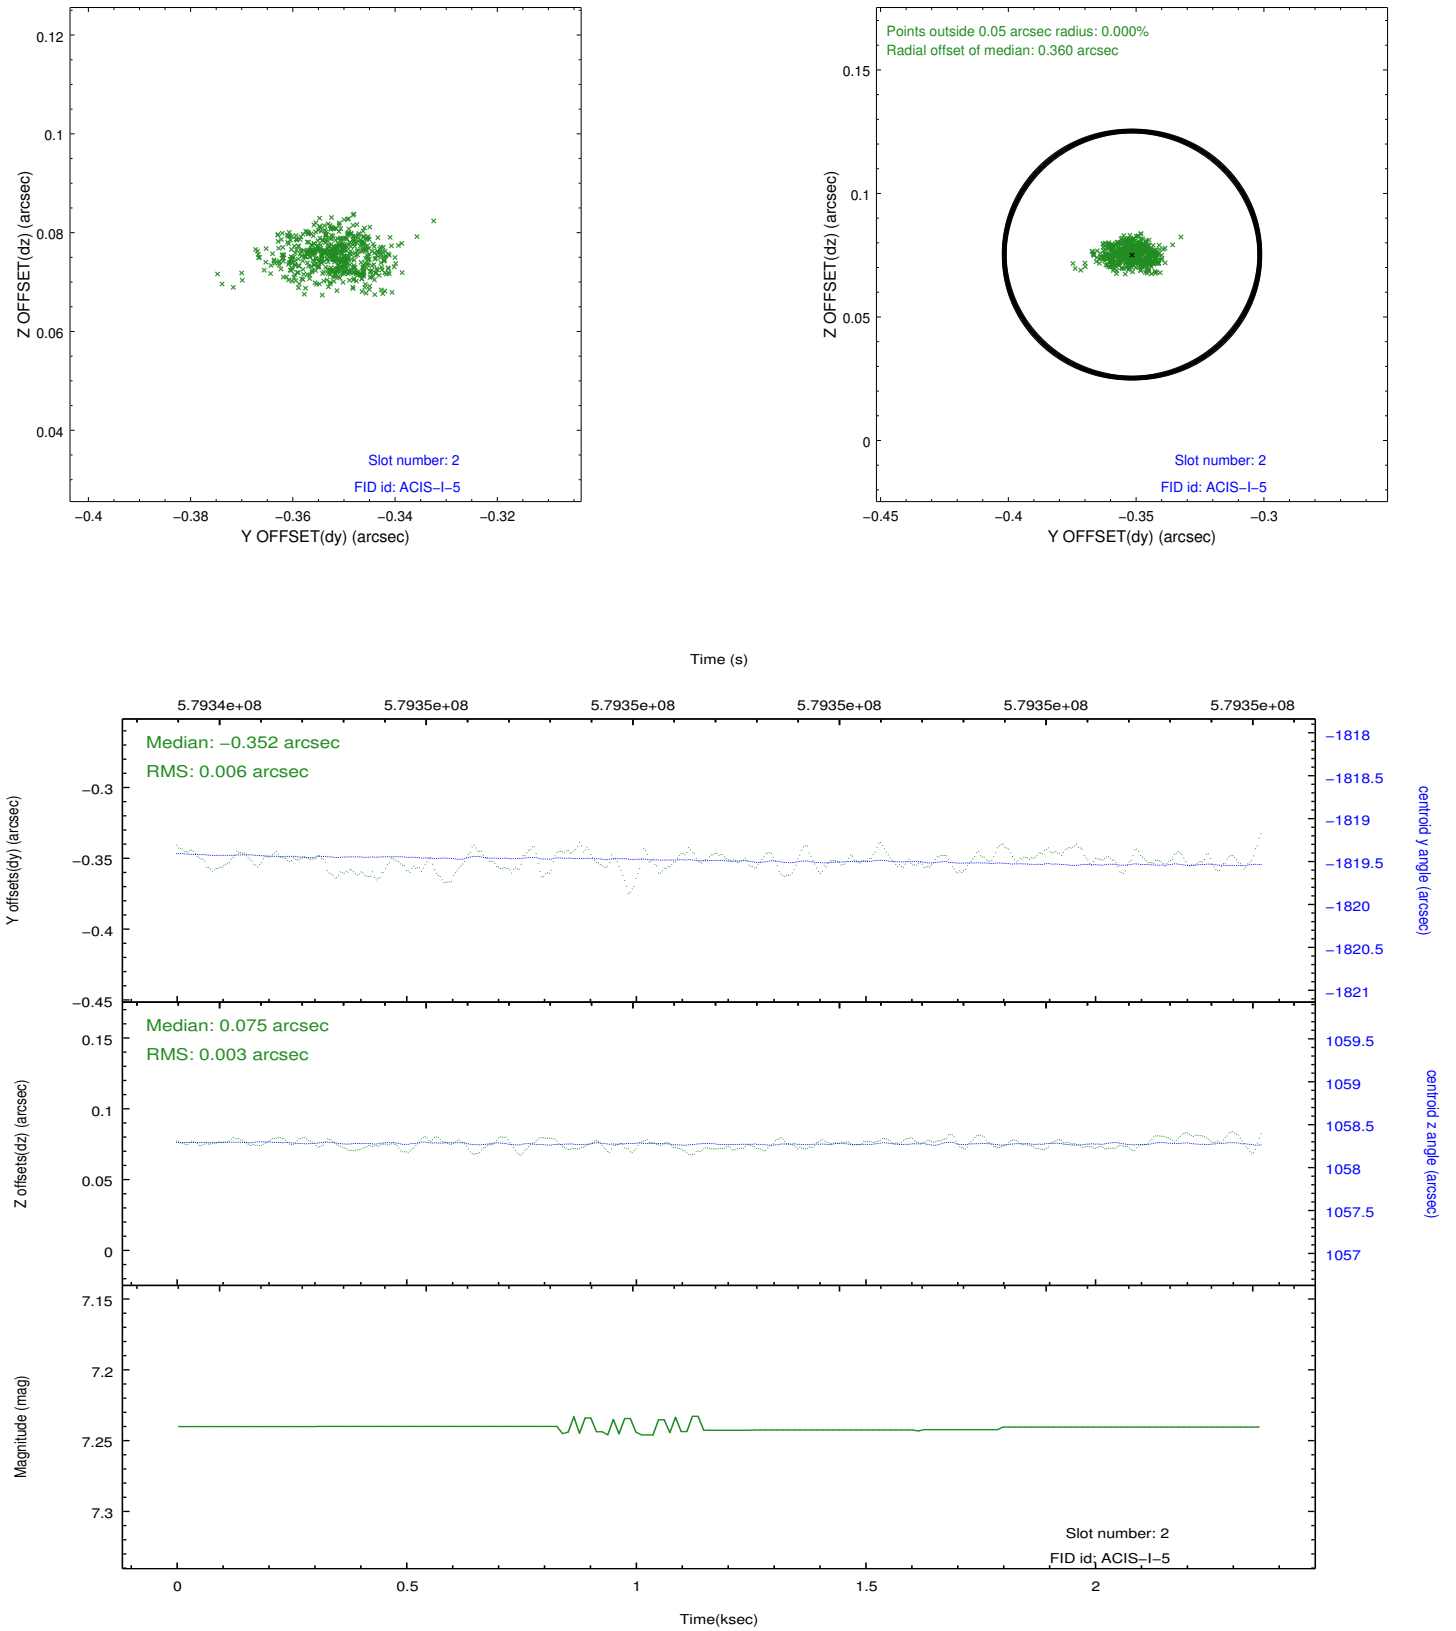 0.12
0.1
0.08
0.06
0.04
Z OFFSET(dz) (arcsec)
Slot number: 2
FID id: ACIS−I−5
−0.4
−0.38
−0.36
−0.34
−0.32
Y OFFSET(dy) (arcsec)
Points outside 0.05 arcsec radius: 0.000%
Radial offset of median: 0.360 arcsec
0.15
0.1
0.05
0
Z OFFSET(dz) (arcsec)
Slot number: 2
FID id: ACIS−I−5
−0.45
−0.4
−0.35
−0.3
Y OFFSET(dy) (arcsec)
Time (s)
5.7934e+08
5.7935e+08
5.7935e+08
5.7935e+08
5.7935e+08
5.7935e+08
Median: −0.352 arcsec
RMS: 0.006 arcsec
−0.3
−0.35
−0.4
−0.45
Y offsets(dy) (arcsec)
−1818
−1818.5
−1819
−1819.5
−1820
−1820.5
−1821
centroid y angle (arcsec)
Median: 0.075 arcsec
RMS: 0.003 arcsec
0.15
0.1
0.05
0
Z offsets(dz) (arcsec)
1059.5
1059
1058.5
1058
1057.5
1057
centroid z angle (arcsec)
7.15
7.2
7.25
7.3
Magnitude (mag)
Slot number: 2
FID id: ACIS−I−5
0
0.5
1
2
Time(ksec)